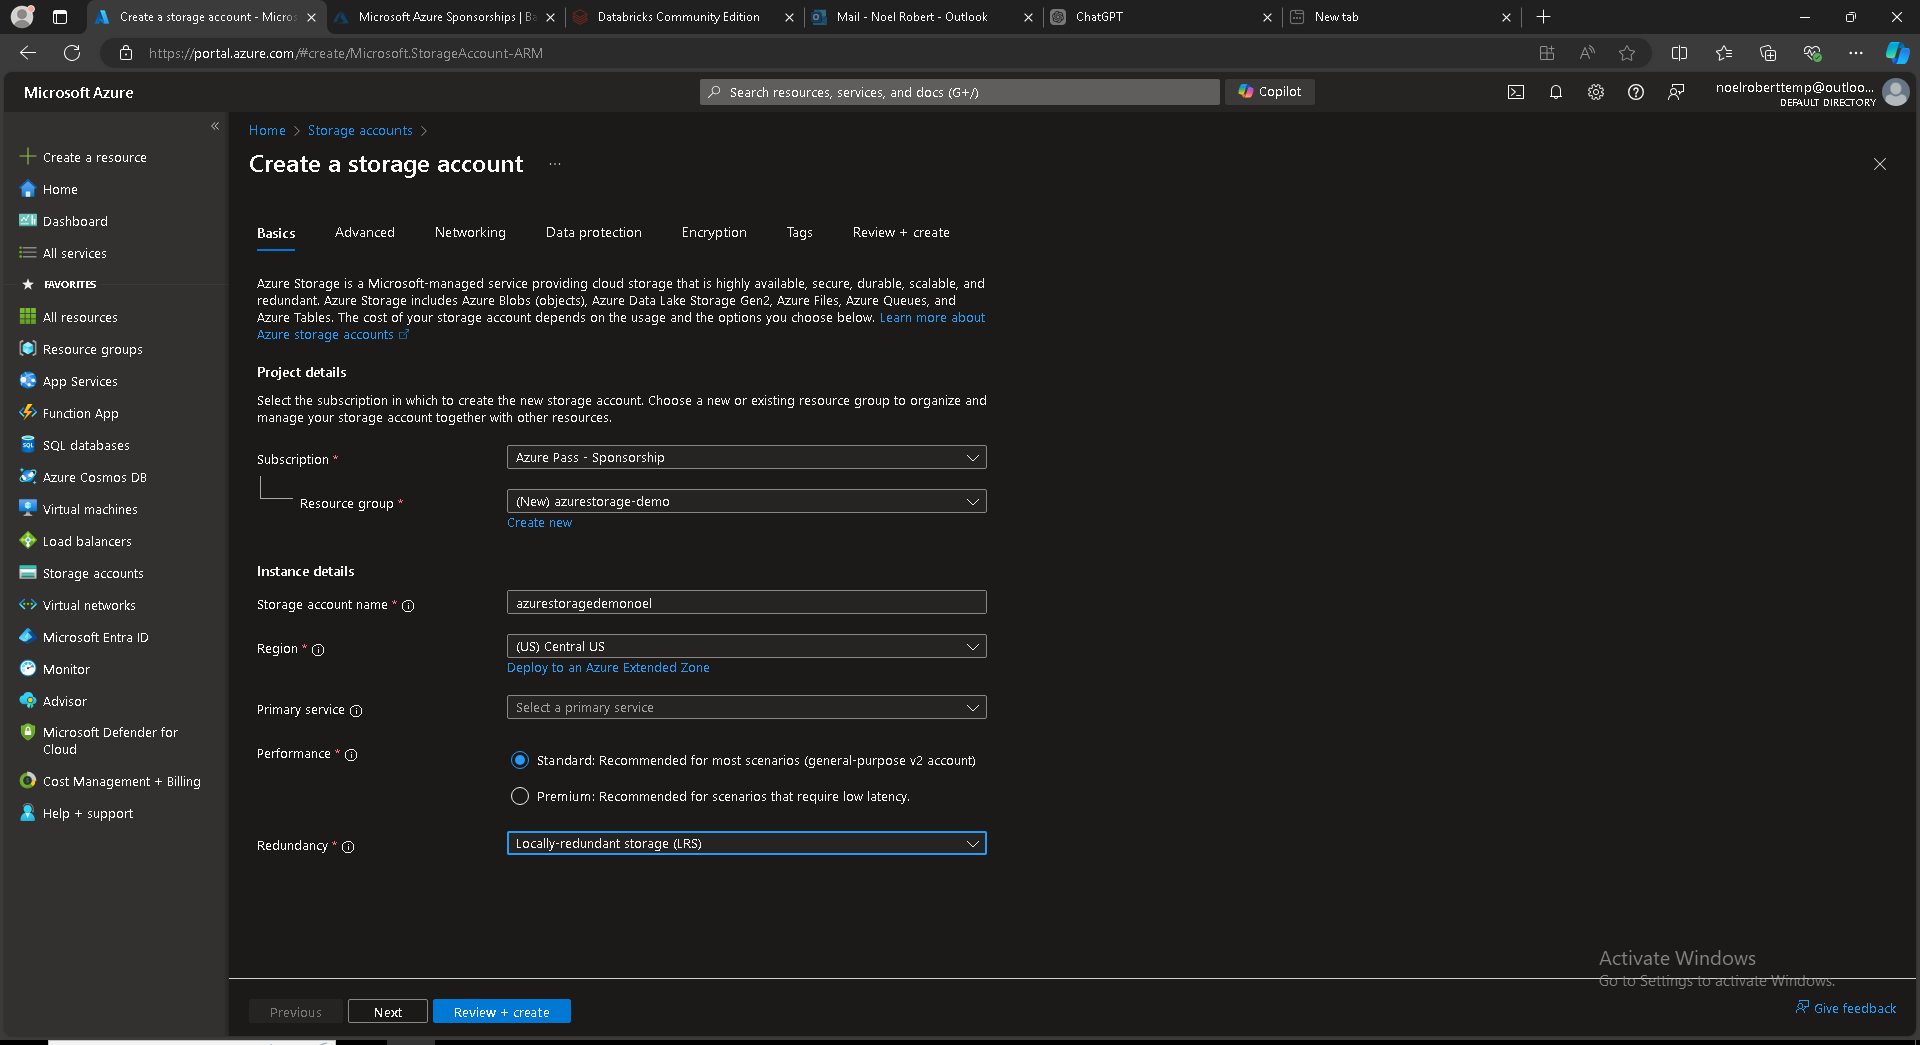 Create a storage account - Micros
Microsoft Azure Sponsorships | Ba
Databricks Community Edition
Mail - Noel Robert - Outlook
ChatGPT
New tab
https://portal.azure.com/#create/Microsoft.StorageAccount-ARM
Microsoft Azure
Search resources, services, and docs (G+/)
Copilot
noelroberttemp@outloo...
DEFAULT DIRECTORY
Create a resource
Home
Dashboard
All services
FAVORITES
All resources
Resource groups
App Services
Function App
SQL databases
Azure Cosmos DB
Virtual machines
Load balancers
Storage accounts
Virtual networks
Microsoft Entra ID
Monitor
Advisor
Microsoft Defender for
Cloud
Cost Management + Billing
Help + support
Home > Storage accounts >
Create a storage account ...
Basics
Advanced
Networking
Data protection
Encryption
Tags
Review + create
Azure Storage is a Microsoft-managed service providing cloud storage that is highly available, secure, durable, scalable, and
redundant. Azure Storage includes Azure Blobs (objects), Azure Data Lake Storage Gen2, Azure Files, Azure Queues, and
Azure Tables. The cost of your storage account depends on the usage and the options you choose below. Learn more about
Azure storage accounts
Project details
Select the subscription in which to create the new storage account. Choose a new or existing resource group to organize and
manage your storage account together with other resources.
Subscription *
Azure Pass - Sponsorship
Resource group *
(New) azurestorage-demo
Create new
Instance details
Storage account name *
azurestoragedemonoel
Region *
(US) Central US
Deploy to an Azure Extended Zone
Primary service
Select a primary service
Performance *
Standard: Recommended for most scenarios (general-purpose v2 account)
Premium: Recommended for scenarios that require low latency.
Redundancy *
Locally-redundant storage (LRS)
Activate Windows
Go to Settings to activate Windows.
Previous
Next
Review + create
Give feedback